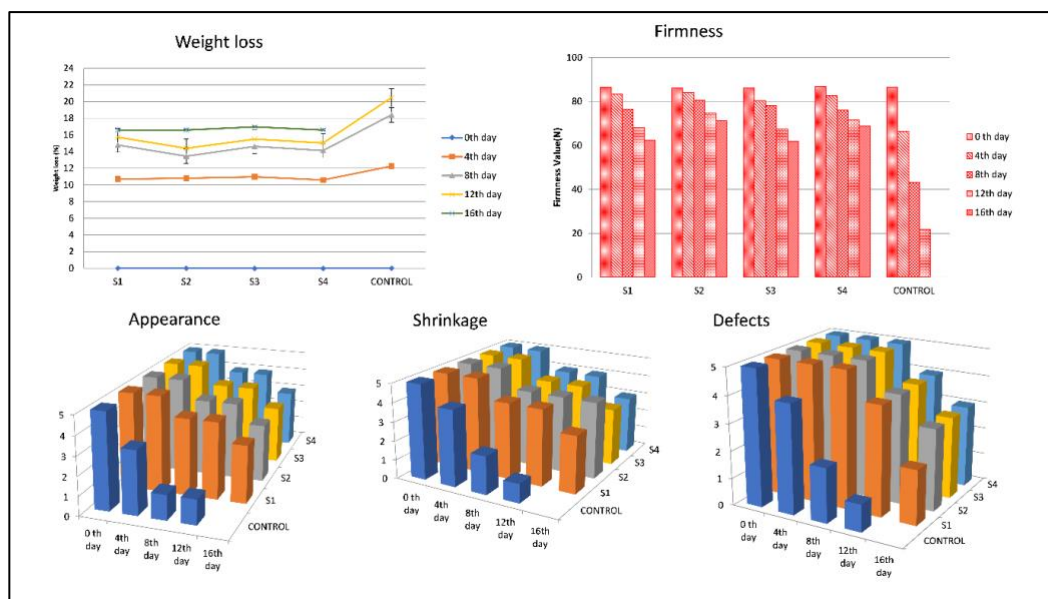 Weight loss
24
22
20
18
16
14
12
10
8
6
4
2
0
Weight loss (%)
S1
S2
S3
S4
CONTROL
0th day
4th day
8th day
12th day
16th day
Firmness
100
80
60
40
20
0
Firmness Value(N)
S1
S2
S3
S4
CONTROL
0 th day
4th day
8th day
12th day
16th day
Appearance
5
4
3
2
1
0
0 th
day
4th
day
8th
day
12th
day
16th
day
CONTROL
S1
S2
S3
S4
Shrinkage
5
4
3
2
1
0
0 th
day
4th
day
8th
day
12th
day
16th
day
CONTROL
S1
S2
S3
S4
Defects
5
4
3
2
1
0
0 th
day
4th
day
8th
day
12th
day
16th
day
CONTROL
S1
S2
S3
S4